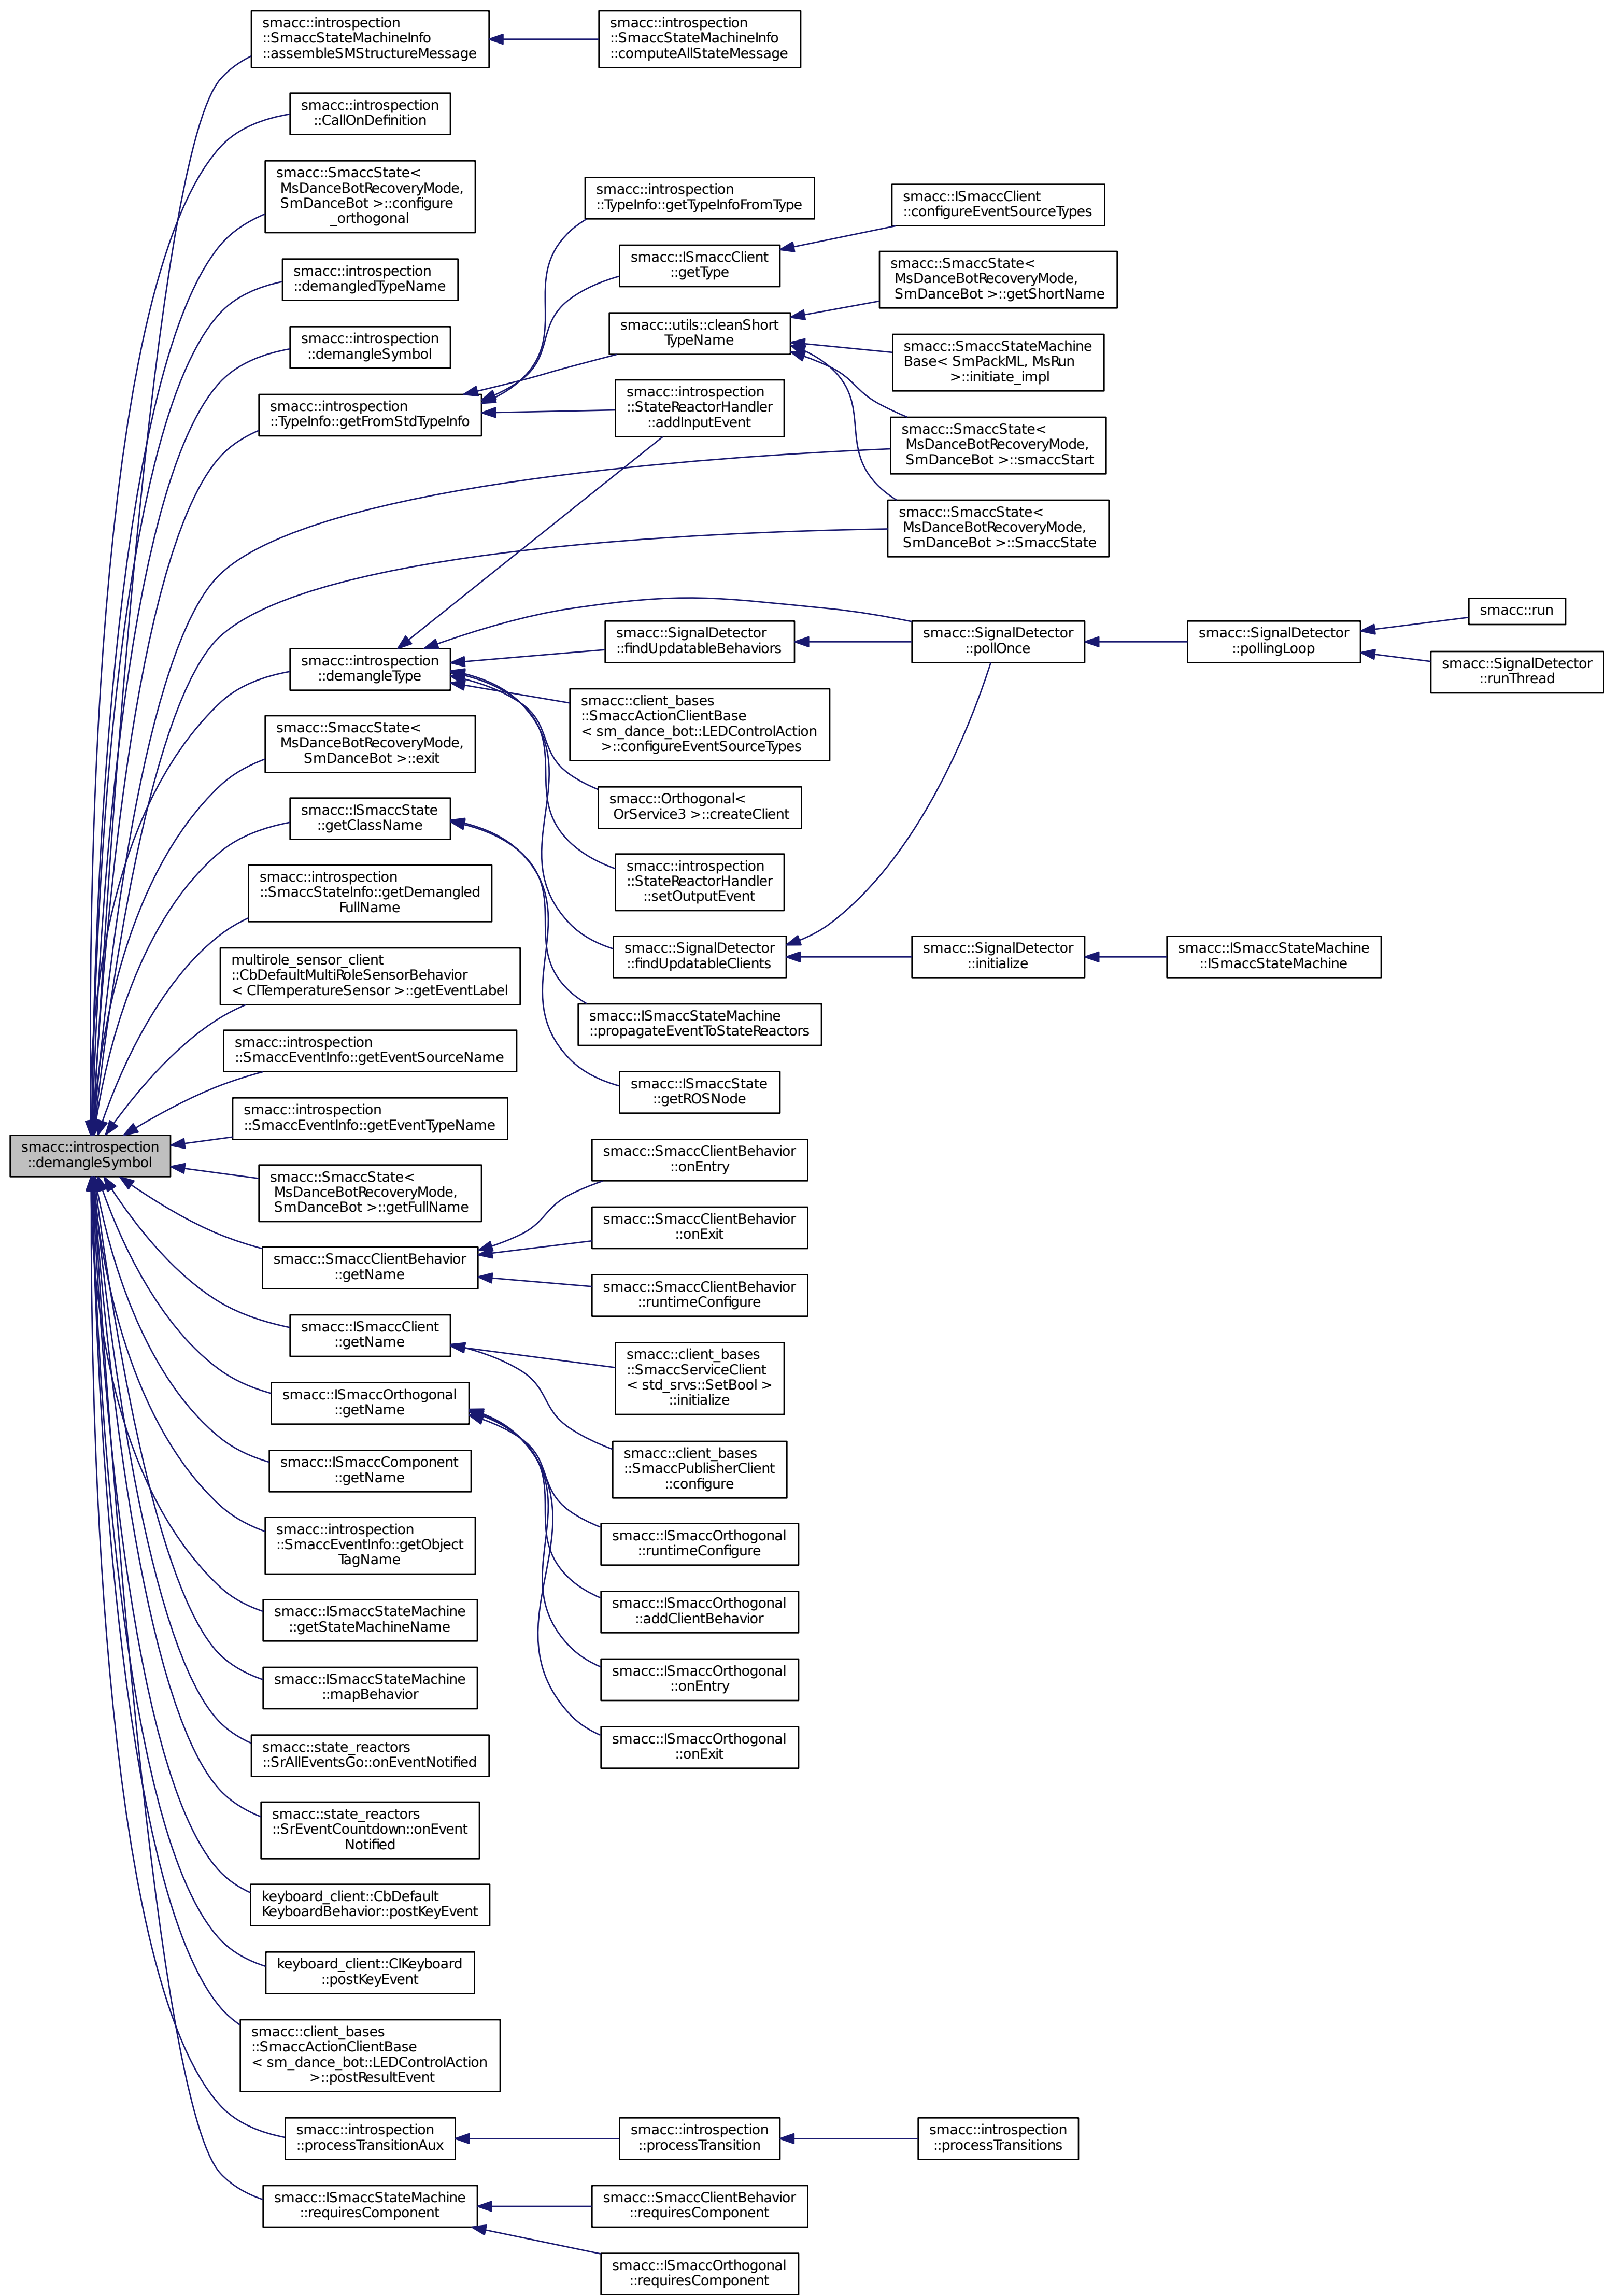 smacc::introspection
::SmaccStateMachineInfo
::assembleSMStructureMessage
smacc::introspection
::SmaccStateMachineInfo
::computeAllStateMessage
smacc::introspection
::CallOnDefinition
smacc::SmaccState<
MsDanceBotRecoveryMode,
SmDanceBot >::configure
_orthogonal
smacc::introspection
::demangledTypeName
smacc::introspection
::demangleSymbol
smacc::introspection
::TypeInfo::getFromStdTypeInfo
smacc::introspection
::TypeInfo::getTypeInfoFromType
smacc::ISmaccClient
::getType
smacc::ISmaccClient
::configureEventSourceTypes
smacc::utils::cleanShort
TypeName
smacc::SmaccState<
MsDanceBotRecoveryMode,
SmDanceBot >::getShortName
smacc::SmaccStateMachine
Base< SmPackML, MsRun
>::initiate_impl
smacc::introspection
::StateReactorHandler
::addInputEvent
smacc::SmaccState<
MsDanceBotRecoveryMode,
SmDanceBot >::smaccStart
smacc::SmaccState<
MsDanceBotRecoveryMode,
SmDanceBot >::SmaccState
smacc::introspection
::demangleType
smacc::SignalDetector
::findUpdatableBehaviors
smacc::SignalDetector
::pollOnce
smacc::SignalDetector
::pollingLoop
smacc::run
smacc::SignalDetector
::runThread
smacc::client_bases
::SmaccActionClientBase
< sm_dance_bot::LEDControlAction
>::configureEventSourceTypes
smacc::Orthogonal<
OrService3 >::createClient
smacc::introspection
::StateReactorHandler
::setOutputEvent
smacc::SignalDetector
::findUpdatableClients
smacc::SignalDetector
::initialize
smacc::ISmaccStateMachine
::ISmaccStateMachine
smacc::SmaccState<
MsDanceBotRecoveryMode,
SmDanceBot >::exit
smacc::ISmaccState
::getClassName
smacc::ISmaccStateMachine
::propagateEventToStateReactors
smacc::ISmaccState
::getROSNode
smacc::introspection
::SmaccStateInfo::getDemangled
FullName
multirole_sensor_client
::CbDefaultMultiRoleSensorBehavior
< ClTemperatureSensor >::getEventLabel
smacc::introspection
::SmaccEventInfo::getEventSourceName
smacc::introspection
::SmaccEventInfo::getEventTypeName
smacc::introspection
::demangleSymbol
smacc::SmaccState<
MsDanceBotRecoveryMode,
SmDanceBot >::getFullName
smacc::SmaccClientBehavior
::getName
smacc::SmaccClientBehavior
::onEntry
smacc::SmaccClientBehavior
::onExit
smacc::SmaccClientBehavior
::runtimeConfigure
smacc::ISmaccClient
::getName
smacc::client_bases
::SmaccServiceClient
< std_srvs::SetBool >
::initialize
smacc::client_bases
::SmaccPublisherClient
::configure
smacc::ISmaccOrthogonal
::getName
smacc::ISmaccOrthogonal
::runtimeConfigure
smacc::ISmaccOrthogonal
::addClientBehavior
smacc::ISmaccOrthogonal
::onEntry
smacc::ISmaccOrthogonal
::onExit
smacc::ISmaccComponent
::getName
smacc::introspection
::SmaccEventInfo::getObject
TagName
smacc::ISmaccStateMachine
::getStateMachineName
smacc::ISmaccStateMachine
::mapBehavior
smacc::state_reactors
::SrAllEventsGo::onEventNotified
smacc::state_reactors
::SrEventCountdown::onEvent
Notified
keyboard_client::CbDefault
KeyboardBehavior::postKeyEvent
keyboard_client::ClKeyboard
::postKeyEvent
smacc::client_bases
::SmaccActionClientBase
< sm_dance_bot::LEDControlAction
>::postResultEvent
smacc::introspection
::processTransitionAux
smacc::introspection
::processTransition
smacc::introspection
::processTransitions
smacc::ISmaccStateMachine
::requiresComponent
smacc::SmaccClientBehavior
::requiresComponent
smacc::ISmaccOrthogonal
::requiresComponent